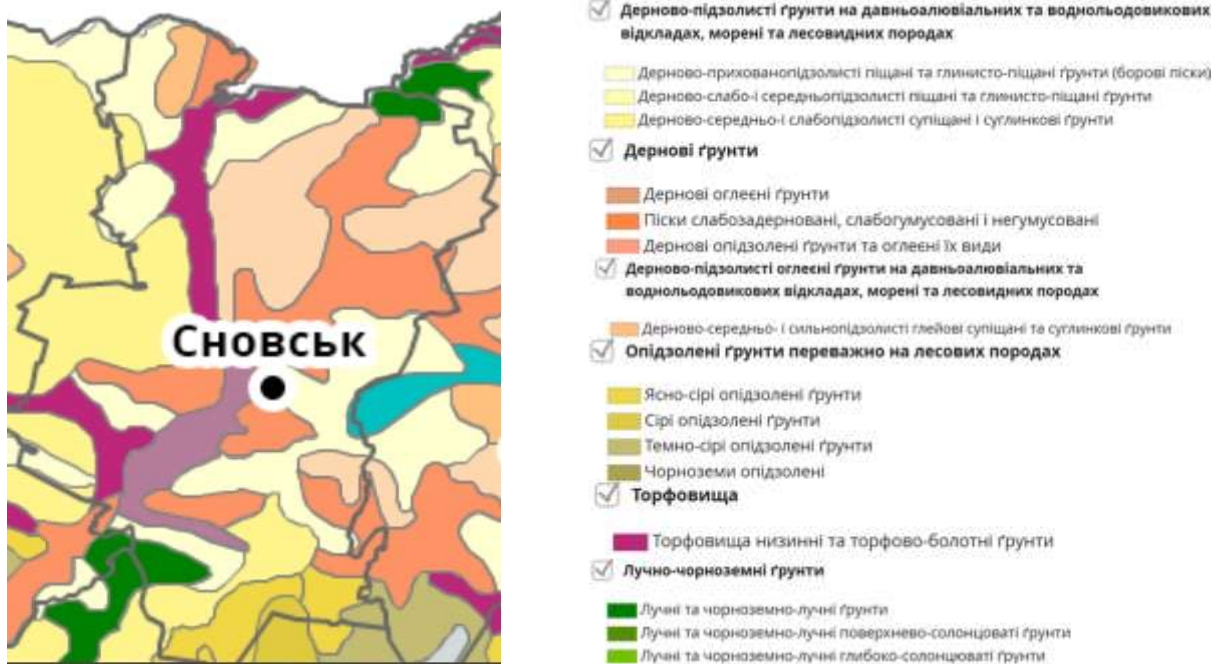 Сновськ
Дерново-підзолисті ґрунти на давньоалювіальних та водно­льодовикових
відкладах, морені та лесовидних породах
Дерново-прихованопідзолисті піщані та глинисто-піщані ґрунти (борові піски)
Дерново-слабо-і середньопідзолисті піщані та глинисто-піщані ґрунти
Дерново-середньо-і слабопідзолисті супіщані і суглинкові ґрунти
Дернові ґрунти
Дернові оглеєні ґрунти
Піски слабозадерновані, слабогумусовані і негумусовані
Дернові опідзолені ґрунти та оглеєні їх види
Дерново-підзолисті оглеєні ґрунти на давньоалювіальних та
воднольодовикових відкладах, морені та лесовидних породах
Дерново-середньо- і сильнопідзолисті глейові супіщані та суглинкові ґрунти
Опідзолені ґрунти переважно на лесових породах
Ясно-сірі опідзолені ґрунти
Сірі опідзолені ґрунти
Темно-сірі опідзолені ґрунти
Чорноземи опідзолені
Торфовища
Торфовища низинні та торфово-болотні ґрунти
Лучно-чорноземні ґрунти
Лучні та чорноземно-лучні ґрунти
Лучні та чорноземно-лучні поверхнево-солонцюваті ґрунти
Лучні та чорноземно-лучні глибоко-солонцюваті ґрунти